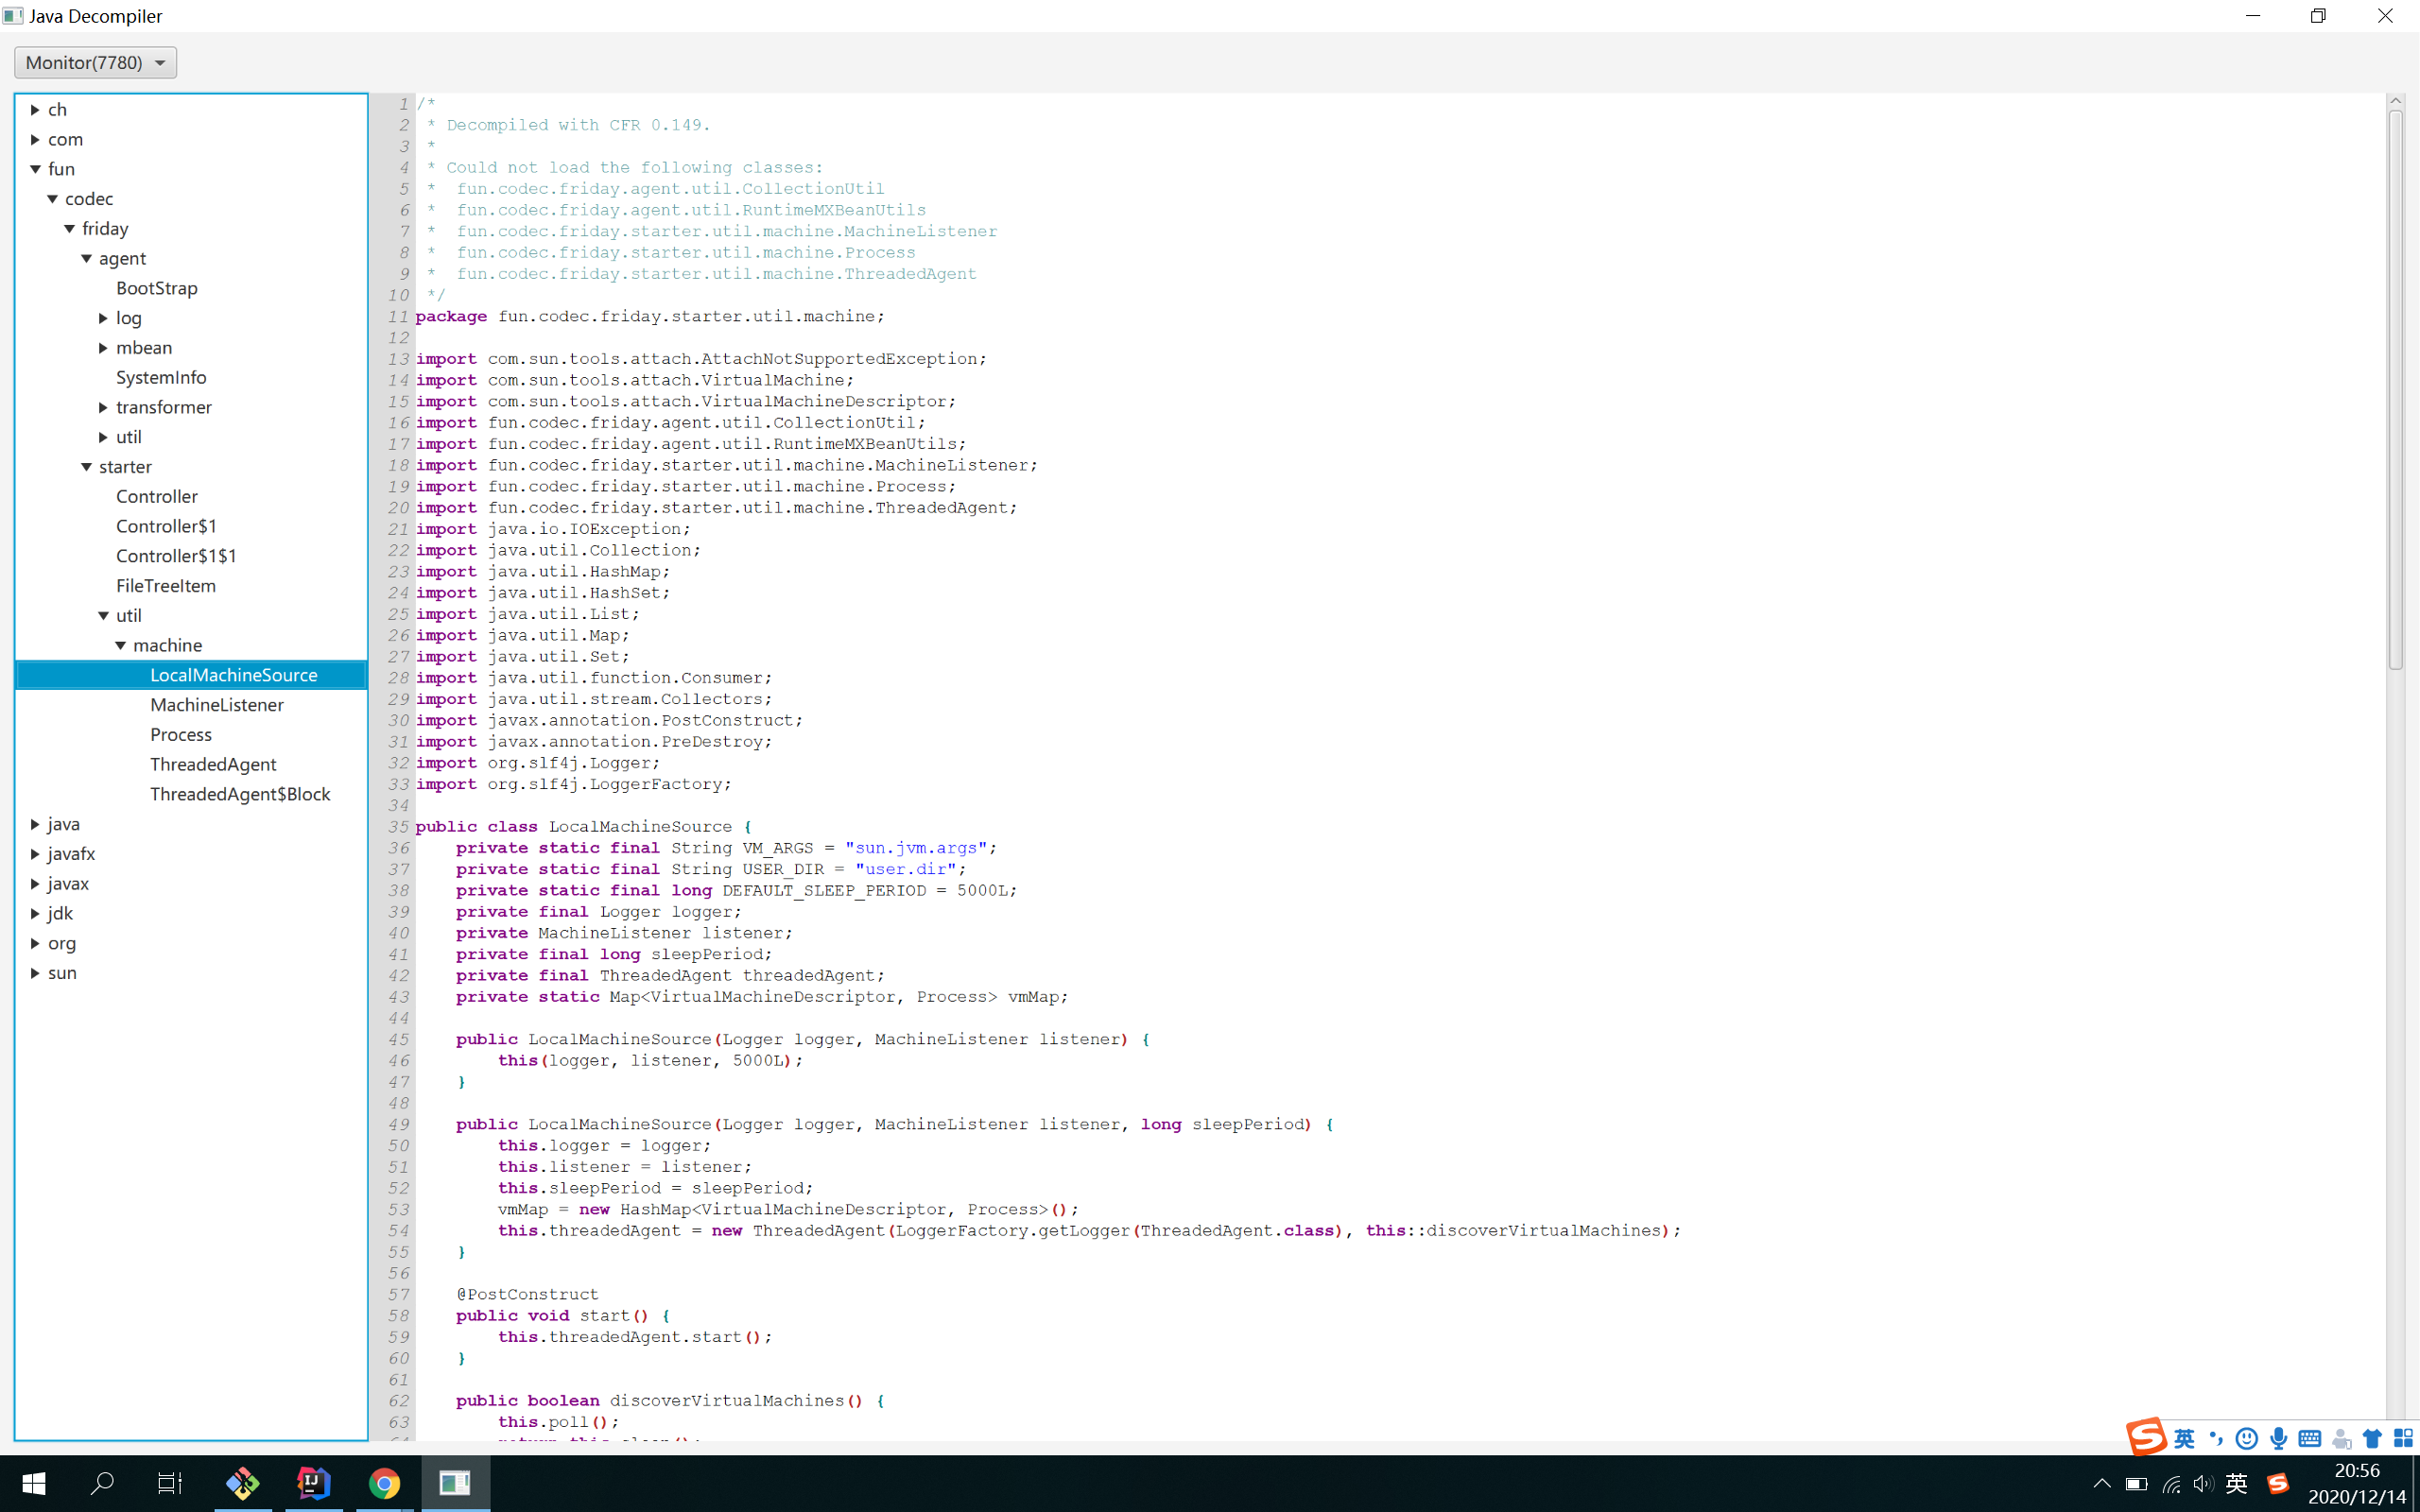 Java Decompiler
Monitor(7780)
ch
com
fun
codec
friday
agent
BootStrap
log
mbean
SystemInfo
transformer
util
starter
Controller
Controller$1
Controller$1$1
FileTreeItem
util
machine
LocalMachineSource
MachineListener
Process
ThreadedAgent
ThreadedAgent$Block
java
javafx
javax
jdk
org
sun
1 /*
2  * Decompiled with CFR 0.149.
3  *
4  * Could not load the following classes:
5  *  fun.codec.friday.agent.util.CollectionUtil
6  *  fun.codec.friday.agent.util.RuntimeMXBeanUtils
7  *  fun.codec.friday.starter.util.machine.MachineListener
8  *  fun.codec.friday.starter.util.machine.Process
9  *  fun.codec.friday.starter.util.machine.ThreadedAgent
10  */
11 package fun.codec.friday.starter.util.machine;
12
13 import com.sun.tools.attach.AttachNotSupportedException;
14 import com.sun.tools.attach.VirtualMachine;
15 import com.sun.tools.attach.VirtualMachineDescriptor;
16 import fun.codec.friday.agent.util.CollectionUtil;
17 import fun.codec.friday.agent.util.RuntimeMXBeanUtils;
18 import fun.codec.friday.starter.util.machine.MachineListener;
19 import fun.codec.friday.starter.util.machine.Process;
20 import fun.codec.friday.starter.util.machine.ThreadedAgent;
21 import java.io.IOException;
22 import java.util.Collection;
23 import java.util.HashMap;
24 import java.util.HashSet;
25 import java.util.List;
26 import java.util.Map;
27 import java.util.Set;
28 import java.util.function.Consumer;
29 import java.util.stream.Collectors;
30 import javax.annotation.PostConstruct;
31 import javax.annotation.PreDestroy;
32 import org.slf4j.Logger;
33 import org.slf4j.LoggerFactory;
34
35 public class LocalMachineSource {
36     private static final String VM_ARGS = "sun.jvm.args";
37     private static final String USER_DIR = "user.dir";
38     private static final long DEFAULT_SLEEP_PERIOD = 5000L;
39     private final Logger logger;
40     private MachineListener listener;
41     private final long sleepPeriod;
42     private final ThreadedAgent threadedAgent;
43     private static Map<VirtualMachineDescriptor, Process> vmMap;
44
45     public LocalMachineSource(Logger logger, MachineListener listener) {
46         this(logger, listener, 5000L);
47     }
48
49     public LocalMachineSource(Logger logger, MachineListener listener, long sleepPeriod) {
50         this.logger = logger;
51         this.listener = listener;
52         this.sleepPeriod = sleepPeriod;
53         vmMap = new HashMap<VirtualMachineDescriptor, Process>();
54         this.threadedAgent = new ThreadedAgent(LoggerFactory.getLogger(ThreadedAgent.class), this::discoverVirtualMachines);
55     }
56
57     @PostConstruct
58     public void start() {
59         this.threadedAgent.start();
60     }
61
62     public boolean discoverVirtualMachines() {
63         this.poll();
英
英
20:56
2020/12/14